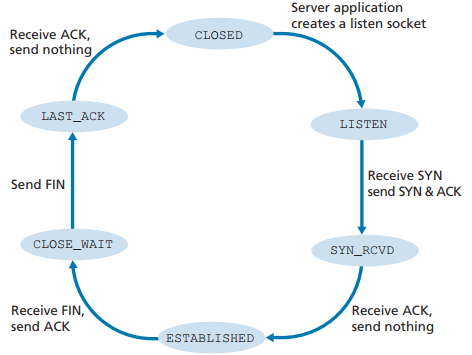 Server application
creates a listen socket
CLOSED
Receive ACK,
send nothing
LAST_ACK
LISTEN
Receive SYN
send SYN & ACK
Send FIN
CLOSE_WAIT
SYN_RCVD
Receive FIN,
send ACK
Receive ACK,
send nothing
ESTABLISHED